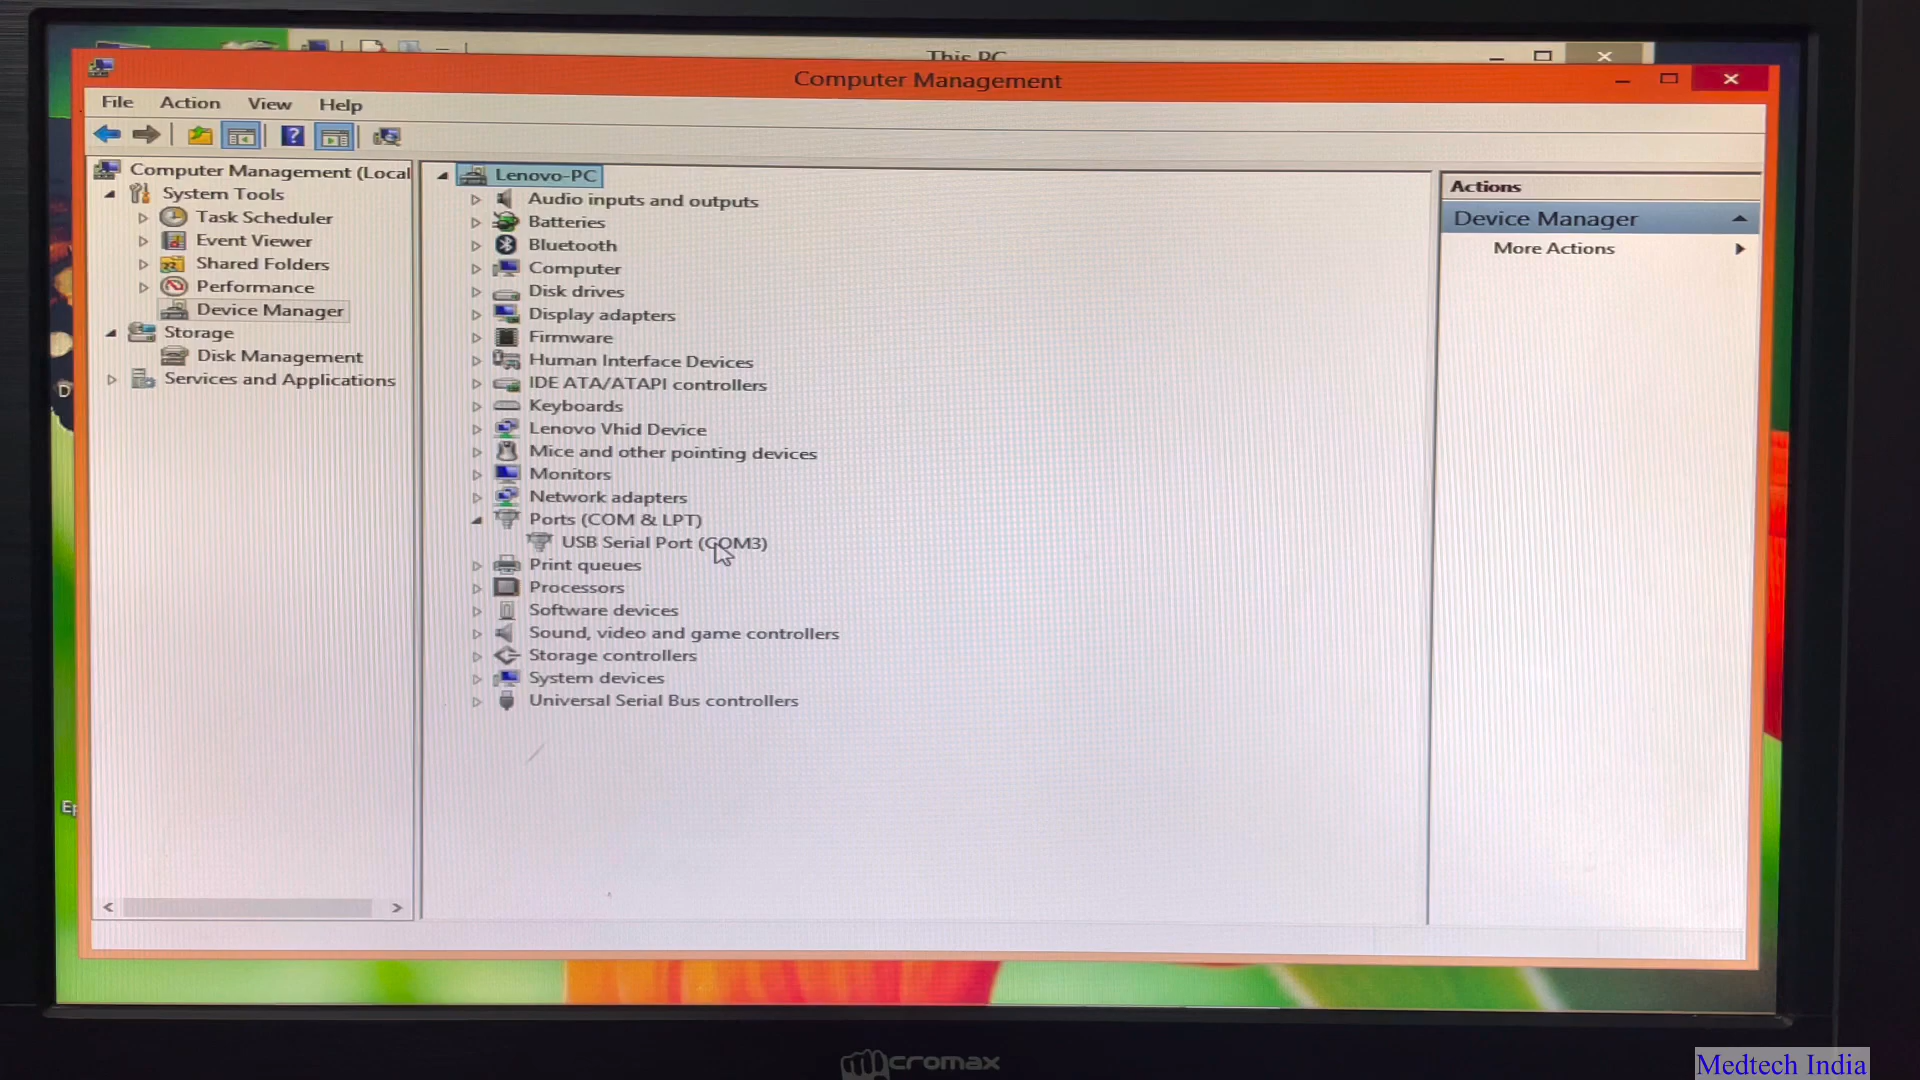 This PC
Computer Management
File Action View Help
Computer Management (Local
System Tools
Task Scheduler
Event Viewer
Shared Folders
Performance
Device Manager
Storage
Disk Management
Services and Applications
Lenovo-PC
Audio inputs and outputs
Batteries
Bluetooth
Computer
Disk drives
Display adapters
Firmware
Human Interface Devices
IDE ATA/ATAPI controllers
Keyboards
Lenovo Vhid Device
Mice and other pointing devices
Monitors
Network adapters
Ports (COM & LPT)
USB Serial Port (COM3)
Print queues
Processors
Software devices
Sound, video and game controllers
Storage controllers
System devices
Universal Serial Bus controllers
Actions
Device Manager
More Actions
D
Ep
micromax
Medtech India